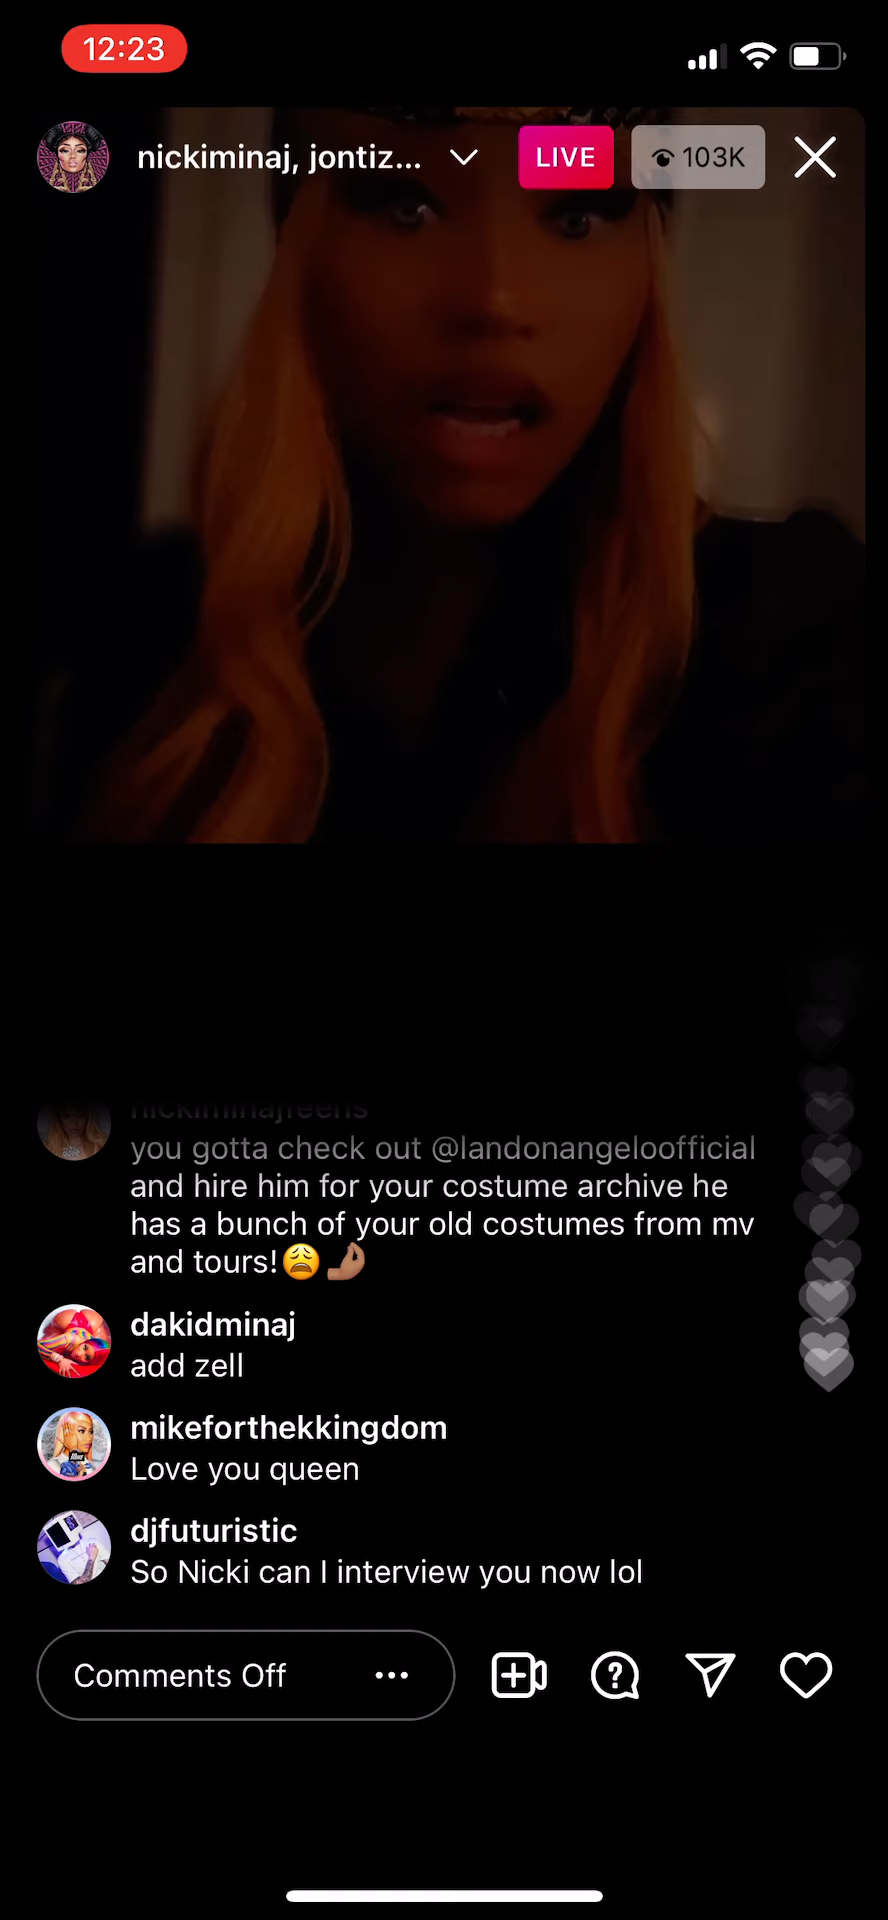 12:23
nickiminaj, jontiz...
LIVE
103K
nickiminajteens
you gotta check out @landonangeloofficial
and hire him for your costume archive he
has a bunch of your old costumes from mv
and tours!😩🤌🏽
dakidminaj
add zell
mikeforthekkingdom
Love you queen
djfuturistic
So Nicki can I interview you now lol
Comments Off